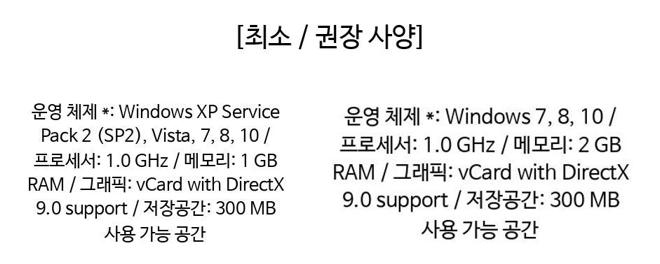 [최소 / 권장 사양]
운영 체제 *: Windows XP Service
Pack 2 (SP2), Vista, 7, 8, 10 /
프로세서: 1.0 GHz / 메모리: 1 GB
RAM / 그래픽: vCard with DirectX
9.0 support / 저장공간: 300 MB
사용 가능 공간
운영 체제 *: Windows 7, 8, 10 /
프로세서: 1.0 GHz / 메모리: 2 GB
RAM / 그래픽: vCard with DirectX
9.0 support / 저장공간: 300 MB
사용 가능 공간